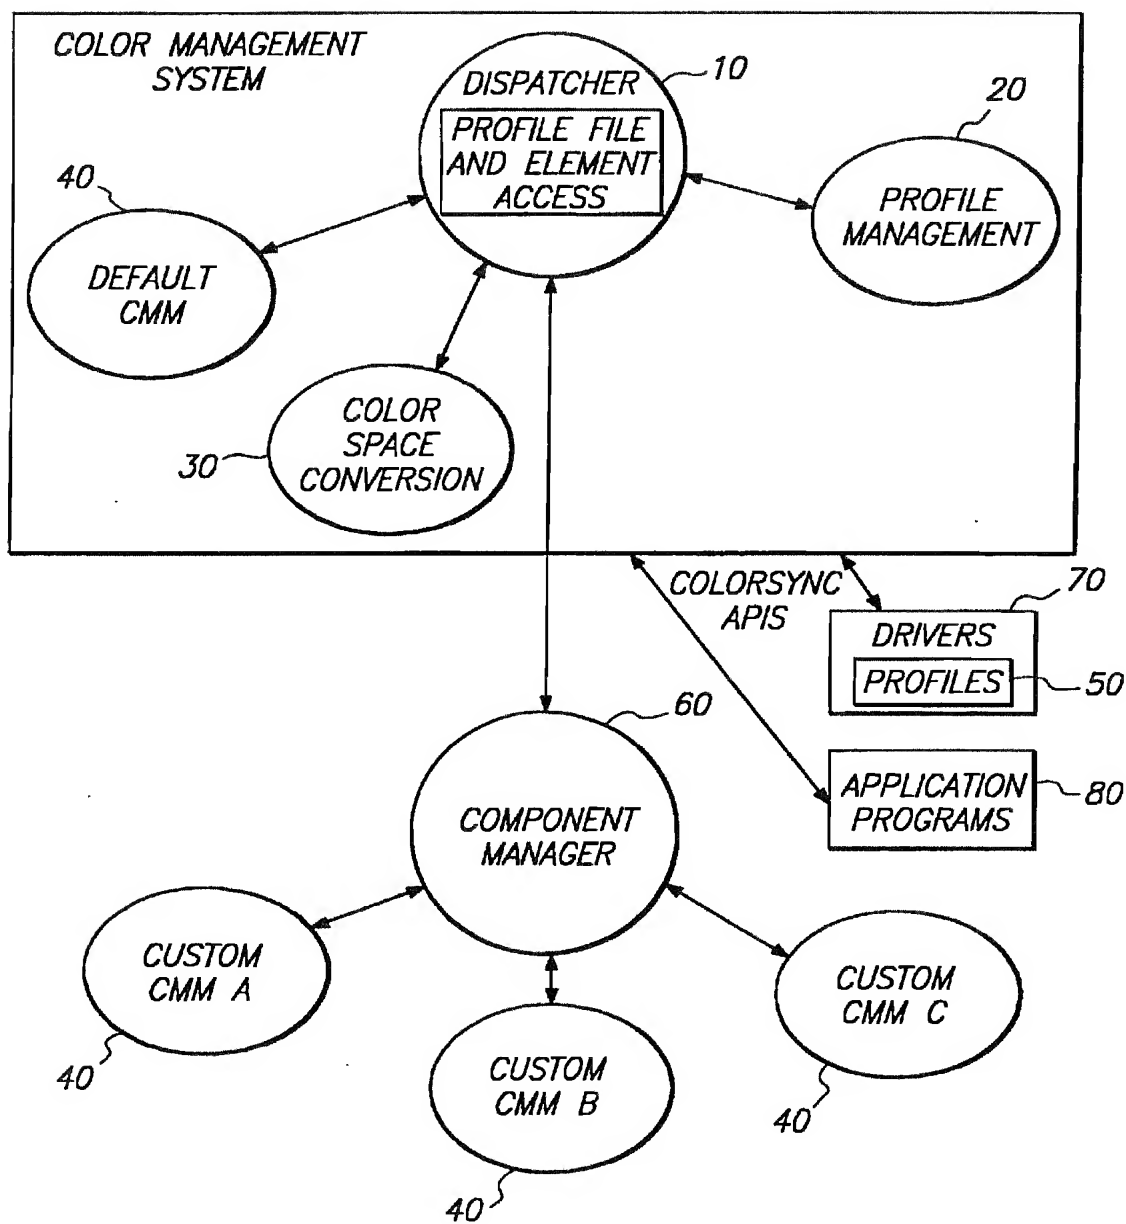 COLOR MANAGEMENT
SYSTEM
DISPATCHER
10
PROFILE FILE
AND ELEMENT
ACCESS
20
PROFILE
MANAGEMENT
40
DEFAULT
CMM
COLOR
SPACE
CONVERSION
30
COLORSYNC
APIS
70
DRIVERS
PROFILES
50
60
APPLICATION
PROGRAMS
80
COMPONENT
MANAGER
CUSTOM
CMM A
40
CUSTOM
CMM B
40
CUSTOM
CMM C
40